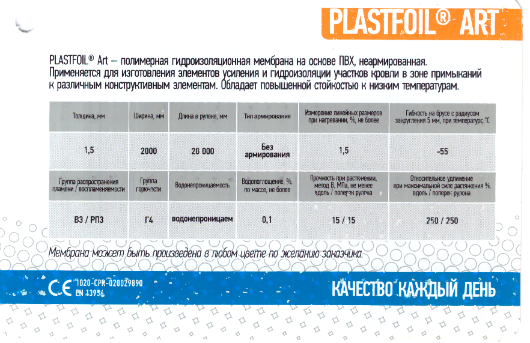 PLASTFOIL® ART
PLASTFOIL® Art – полимерная гидроизоляционная мембрана на основе ПВХ, неармированная.
Применяется для изготовления элементов усиления и гидроизоляции участков кровли в зоне примыканий
к различным конструктивным элементам. Обладает повышенной стойкостью к низким температурам.
Толщина, мм
Ширина, мм
Длина в рулоне, мм
Тип армирования
Изменение линейных размеров
при нагревании, %, не более
Гибкость на брусе с радиусом
закругления 5 мм, при температуре, °C
1,5
2000
20 000
Без
армирования
1,5
-55
Группа распространения
пламени / воспламеняемости
Группа
горючести
Водонепроницаемость
Водопоглощение, %,
по массе, не более
Прочность при растяжении,
метод В, МПа, не менее
вдоль / поперек рулона
Относительное удлинение
при максимальной силе растяжения %,
вдоль / поперек рулона
В3 / РП3
Г4
водонепроницаем
0,1
15 / 15
250 / 250
Мембрана может быть произведена в любом цвете по желанию заказчика.
CE 1020-CPR-020029890
EN 13956
КАЧЕСТВО КАЖДЫЙ ДЕНЬ